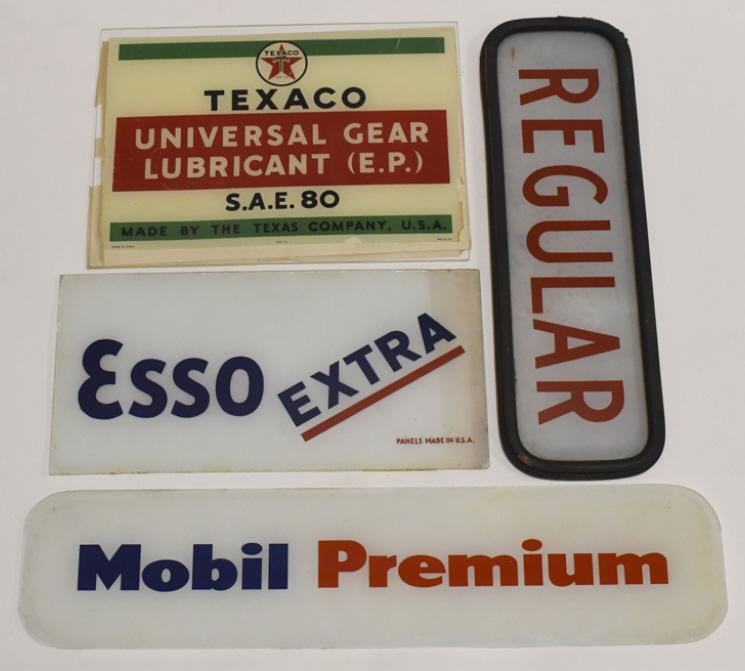 TEXACO
T
TEXACO
UNIVERSAL GEAR
LUBRICANT (E.P.)
S.A.E. 80
MADE BY THE TEXAS COMPANY, U.S.A.
REGULAR
Esso EXTRA
PANELS MADE IN U.S.A.
Mobil Premium